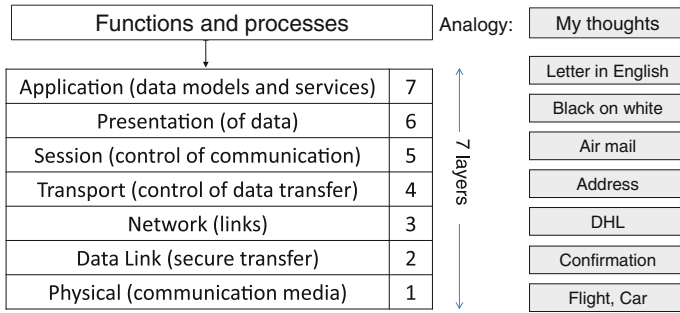 Functions and processes Analogy: My thoughts
Application (data models and services) 7 Letter in English
Presentation (of data) 6 Black on white
Session (control of communication) 5 Air mail
Transport (control of data transfer) 4 Address
Network (links) 3 DHL
Data Link (secure transfer) 2 Confirmation
Physical (communication media) 1 Flight, Car
7 layers